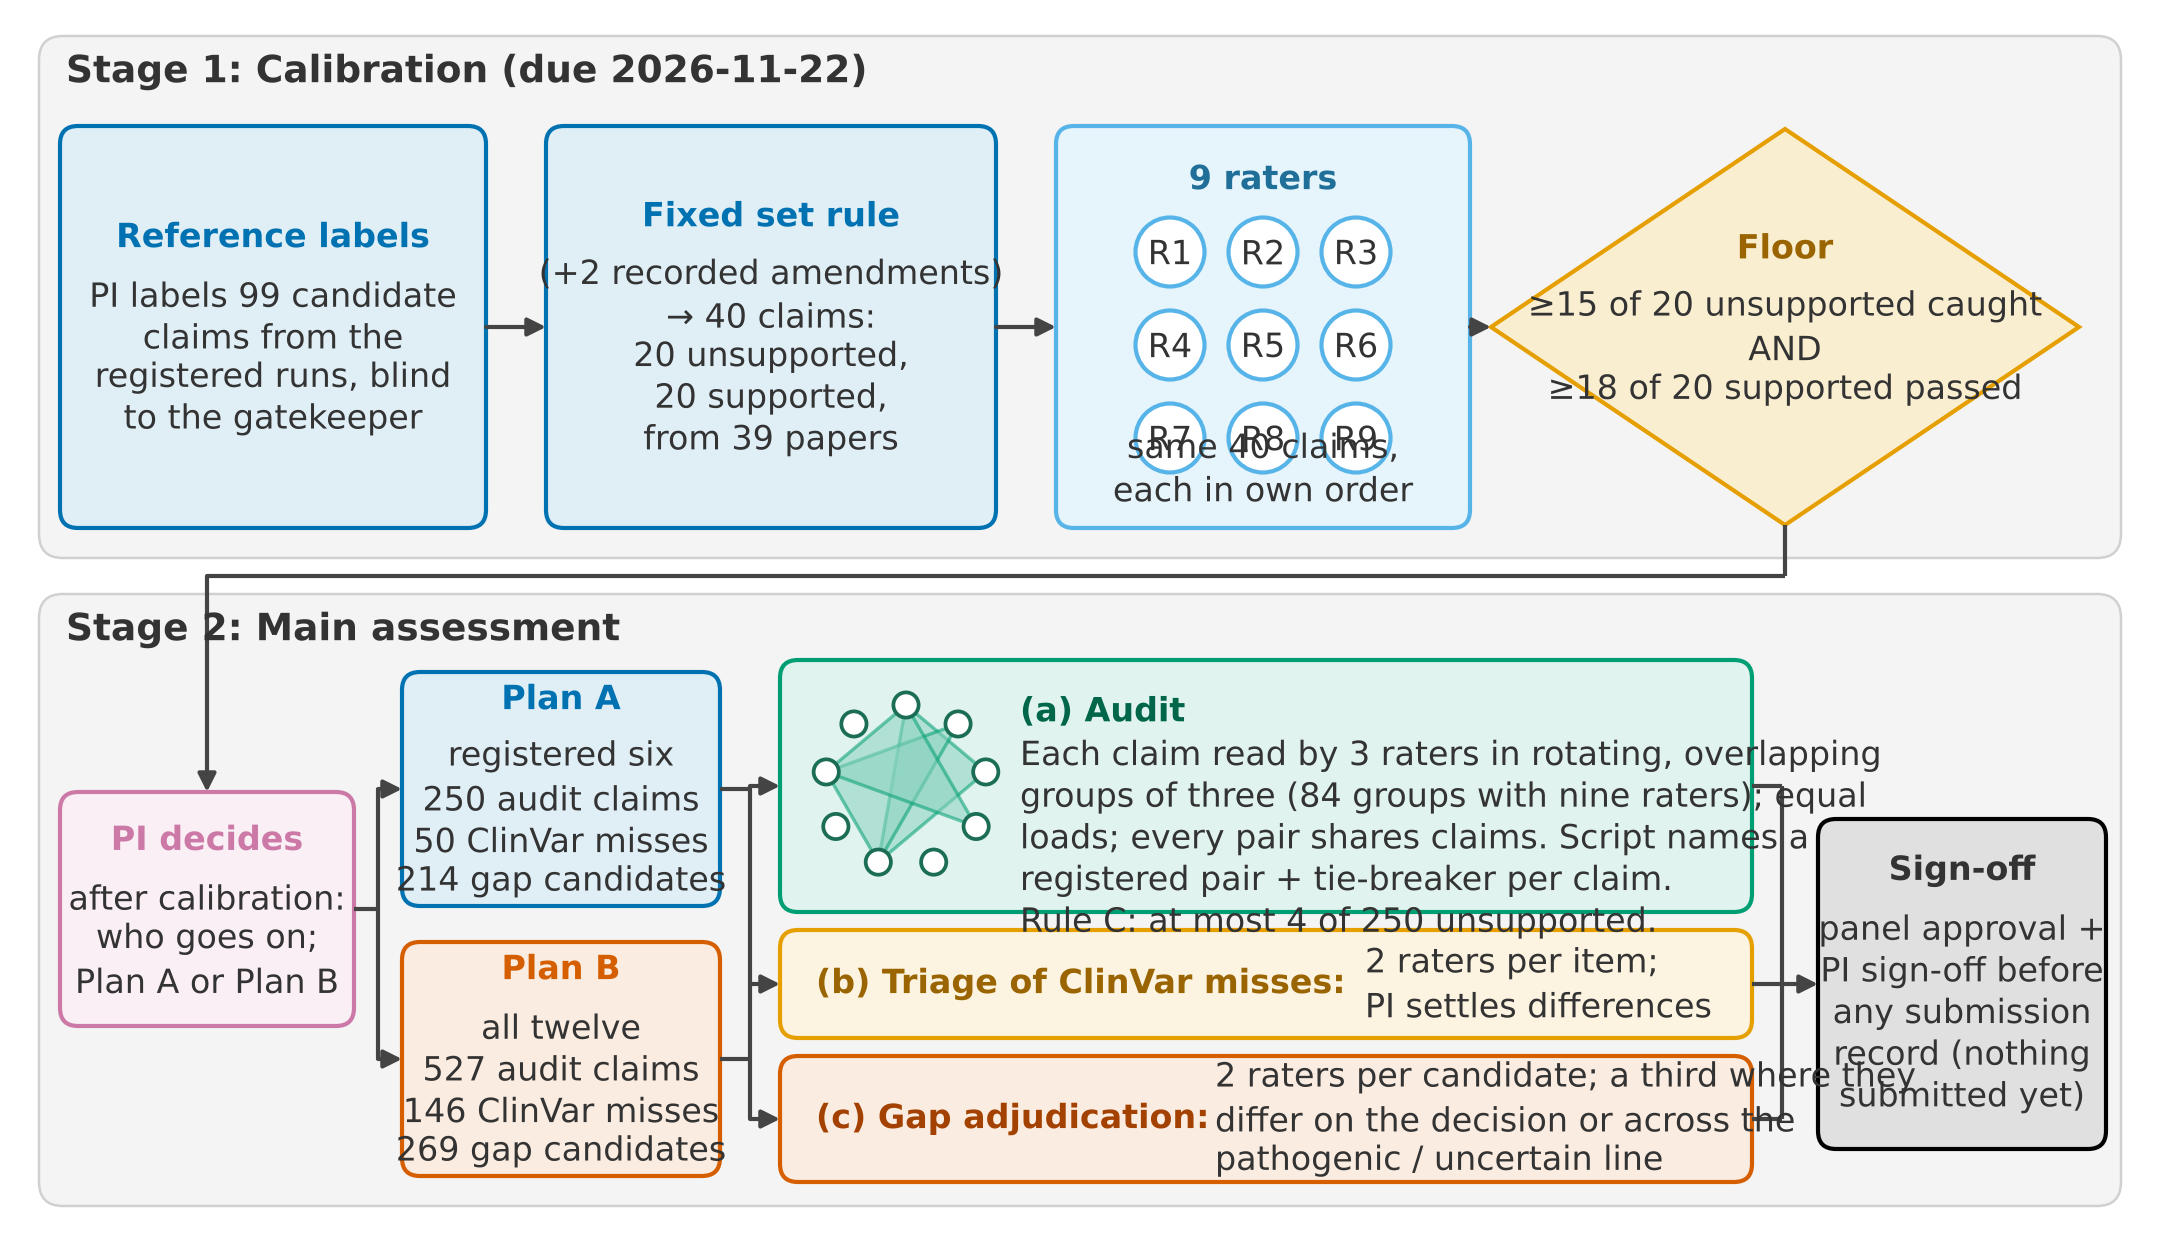 Stage 1: Calibration (due 2026-11-22)
Reference labels
PI labels 99 candidate
claims from the
registered runs, blind
to the gatekeeper
Fixed set rule
(+2 recorded amendments)
→ 40 claims:
20 unsupported,
20 supported,
from 39 papers
9 raters
R1 R2 R3
R4 R5 R6
R7 R8 R9
same 40 claims,
each in own order
Floor
≥15 of 20 unsupported caught
AND
≥18 of 20 supported passed
Stage 2: Main assessment
PI decides
after calibration:
who goes on;
Plan A or Plan B
Plan A
registered six
250 audit claims
50 ClinVar misses
214 gap candidates
Plan B
all twelve
527 audit claims
146 ClinVar misses
269 gap candidates
(a) Audit
Each claim read by 3 raters in rotating, overlapping
groups of three (84 groups with nine raters); equal
loads; every pair shares claims. Script names a
registered pair + tie-breaker per claim.
Rule C: at most 4 of 250 unsupported.
(b) Triage of ClinVar misses:
2 raters per item;
PI settles differences
(c) Gap adjudication:
2 raters per candidate; a third where they
differ on the decision or across the
pathogenic / uncertain line
Sign-off
panel approval +
PI sign-off before
any submission
record (nothing
submitted yet)